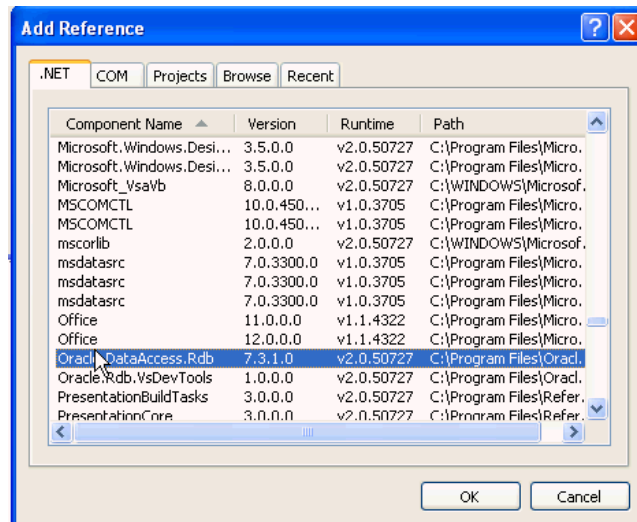 Add Reference
.NET COM Projects Browse Recent
Component Name Version Runtime Path
Microsoft.Windows.Desi... 3.5.0.0 v2.0.50727 C:\Program Files\Micro.
Microsoft.Windows.Desi... 3.5.0.0 v2.0.50727 C:\Program Files\Micro.
Microsoft_VsaVb 8.0.0.0 v2.0.50727 C:\WINDOWS\Microsof.
MSCOMCTL 10.0.450... v1.0.3705 C:\Program Files\Micro.
MSCOMCTL 10.0.450... v1.0.3705 C:\Program Files\Micro.
mscorlib 2.0.0.0 v2.0.50727 C:\WINDOWS\Microsof.
msdatasrc 7.0.3300.0 v1.0.3705 C:\Program Files\Micro.
msdatasrc 7.0.3300.0 v1.0.3705 C:\Program Files\Micro.
msdatasrc 7.0.3300.0 v1.0.3705 C:\Program Files\Micro.
Office 11.0.0.0 v1.1.4322 C:\Program Files\Micro.
Office 12.0.0.0 v1.1.4322 C:\Program Files\Micro.
Oracle.DataAccess.Rdb 7.3.1.0 v2.0.50727 C:\Program Files\Oracl.
Oracle.Rdb.VsDevTools 1.0.0.0 v2.0.50727 C:\Program Files\Oracl.
PresentationBuildTasks 3.0.0.0 v2.0.50727 C:\Program Files\Refer.
PresentationCore 3.0.0.0 v2.0.50727 C:\Program Files\Refer.
OK Cancel